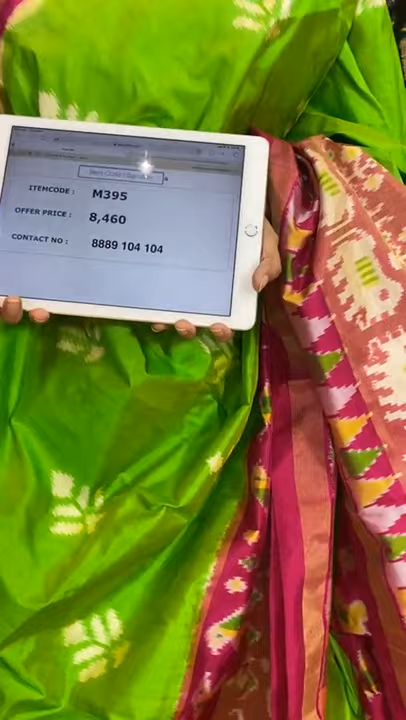 ITEMCODE : M395
OFFER PRICE : 8,460
CONTACT NO : 8889 104 104